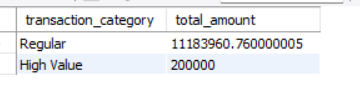 transaction_category total_amount
Regular 11183960.760000005
High Value 200000